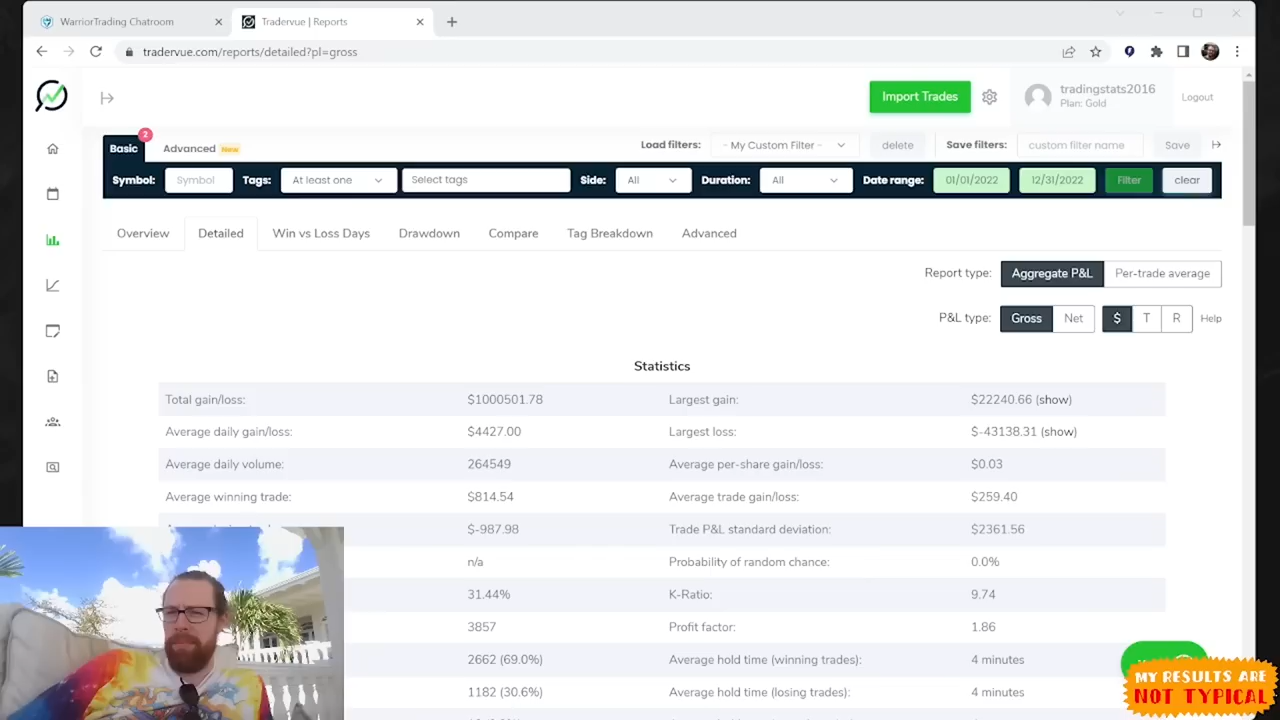 WarriorTrading Chatroom
Tradervue | Reports
tradervue.com/reports/detailed?pl=gross
Import Trades
tradingstats2016
Plan: Gold
Logout
2
Basic
Advanced New
Load filters: - My Custom Filter - delete Save filters: custom filter name Save
Symbol: Symbol Tags: At least one Select tags Side: All Duration: All Date range: 01/01/2022 12/31/2022 Filter clear
Overview Detailed Win vs Loss Days Drawdown Compare Tag Breakdown Advanced
Report type: Aggregate P&L Per-trade average
P&L type: Gross Net $ T R Help
Statistics
Total gain/loss: $1000501.78 Largest gain: $22240.66 (show)
Average daily gain/loss: $4427.00 Largest loss: $-43138.31 (show)
Average daily volume: 264549 Average per-share gain/loss: $0.03
Average winning trade: $814.54 Average trade gain/loss: $259.40
$-987.98 Trade P&L standard deviation: $2361.56
n/a Probability of random chance: 0.0%
31.44% K-Ratio: 9.74
3857 Profit factor: 1.86
2662 (69.0%) Average hold time (winning trades): 4 minutes
1182 (30.6%) Average hold time (losing trades): 4 minutes
MY RESULTS ARE
NOT TYPICAL